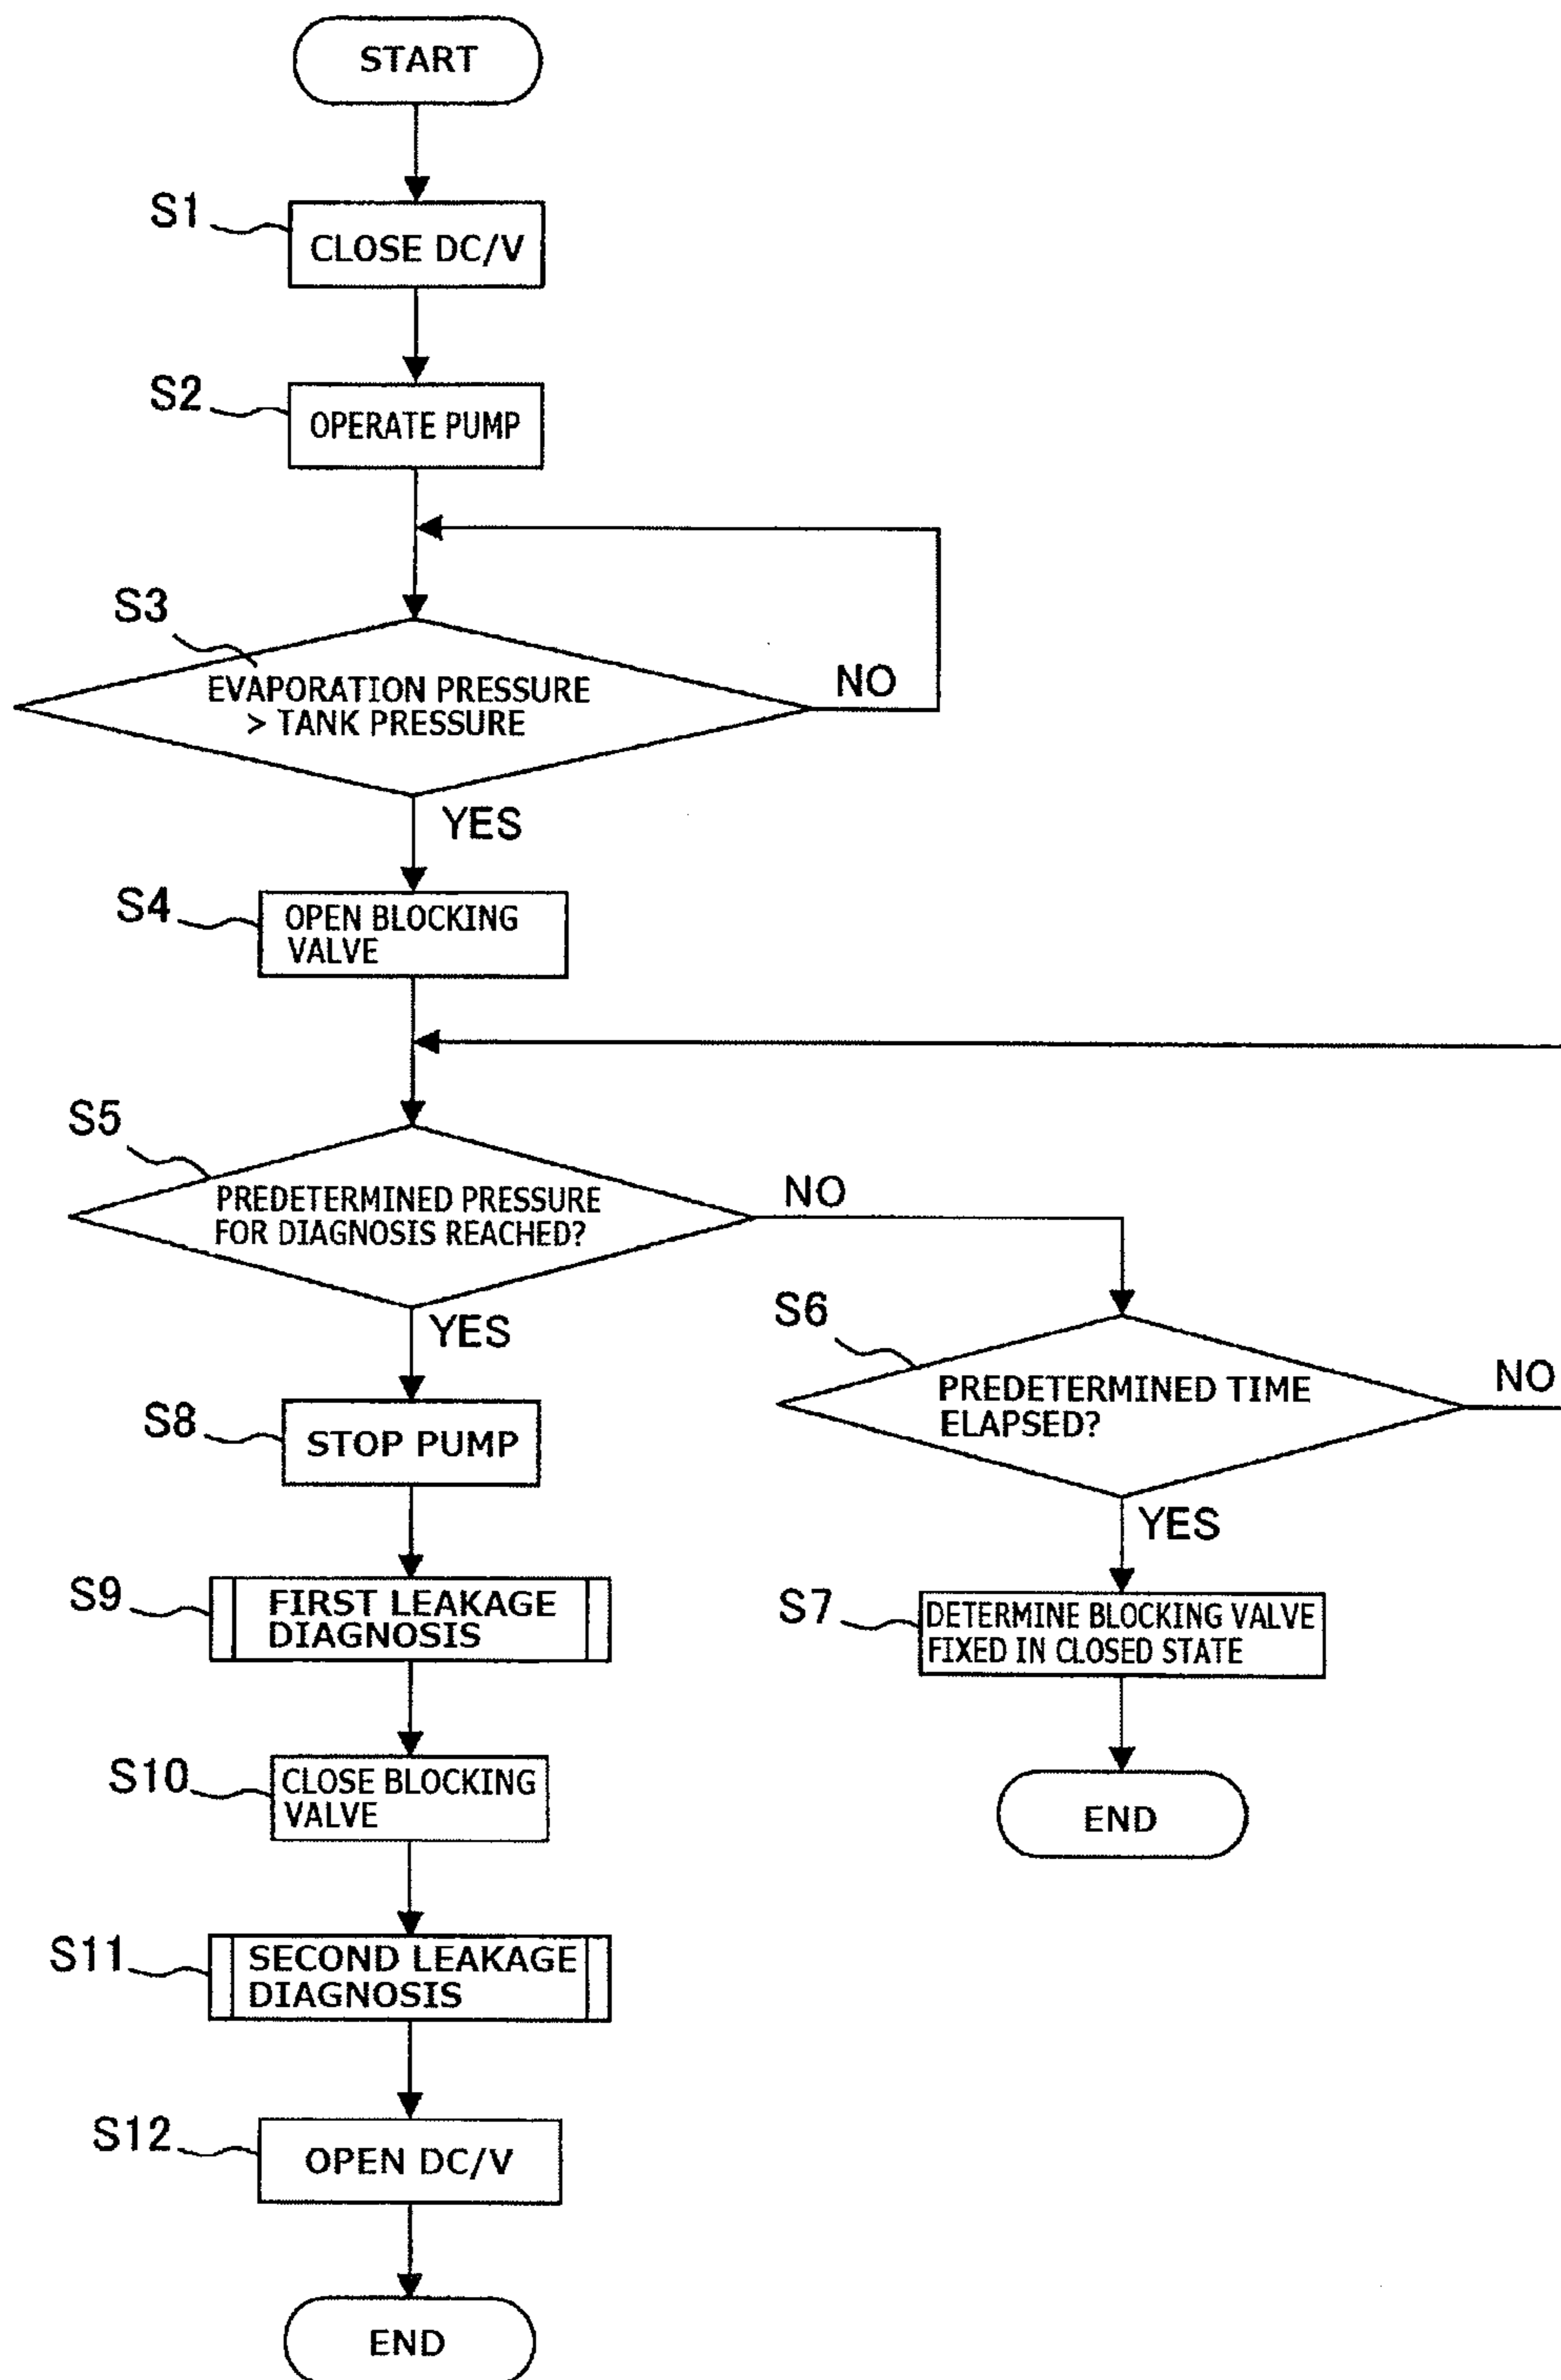 START
S1
CLOSE DC/V
S2
OPERATE PUMP
S3
EVAPORATION PRESSURE
> TANK PRESSURE
NO
YES
S4
OPEN BLOCKING
VALVE
S5
PREDETERMINED PRESSURE
FOR DIAGNOSIS REACHED?
NO
YES
S6
PREDETERMINED TIME
ELAPSED?
NO
YES
S7
DETERMINE BLOCKING VALVE
FIXED IN CLOSED STATE
END
S8
STOP PUMP
S9
FIRST LEAKAGE
DIAGNOSIS
S10
CLOSE BLOCKING
VALVE
S11
SECOND LEAKAGE
DIAGNOSIS
S12
OPEN DC/V
END